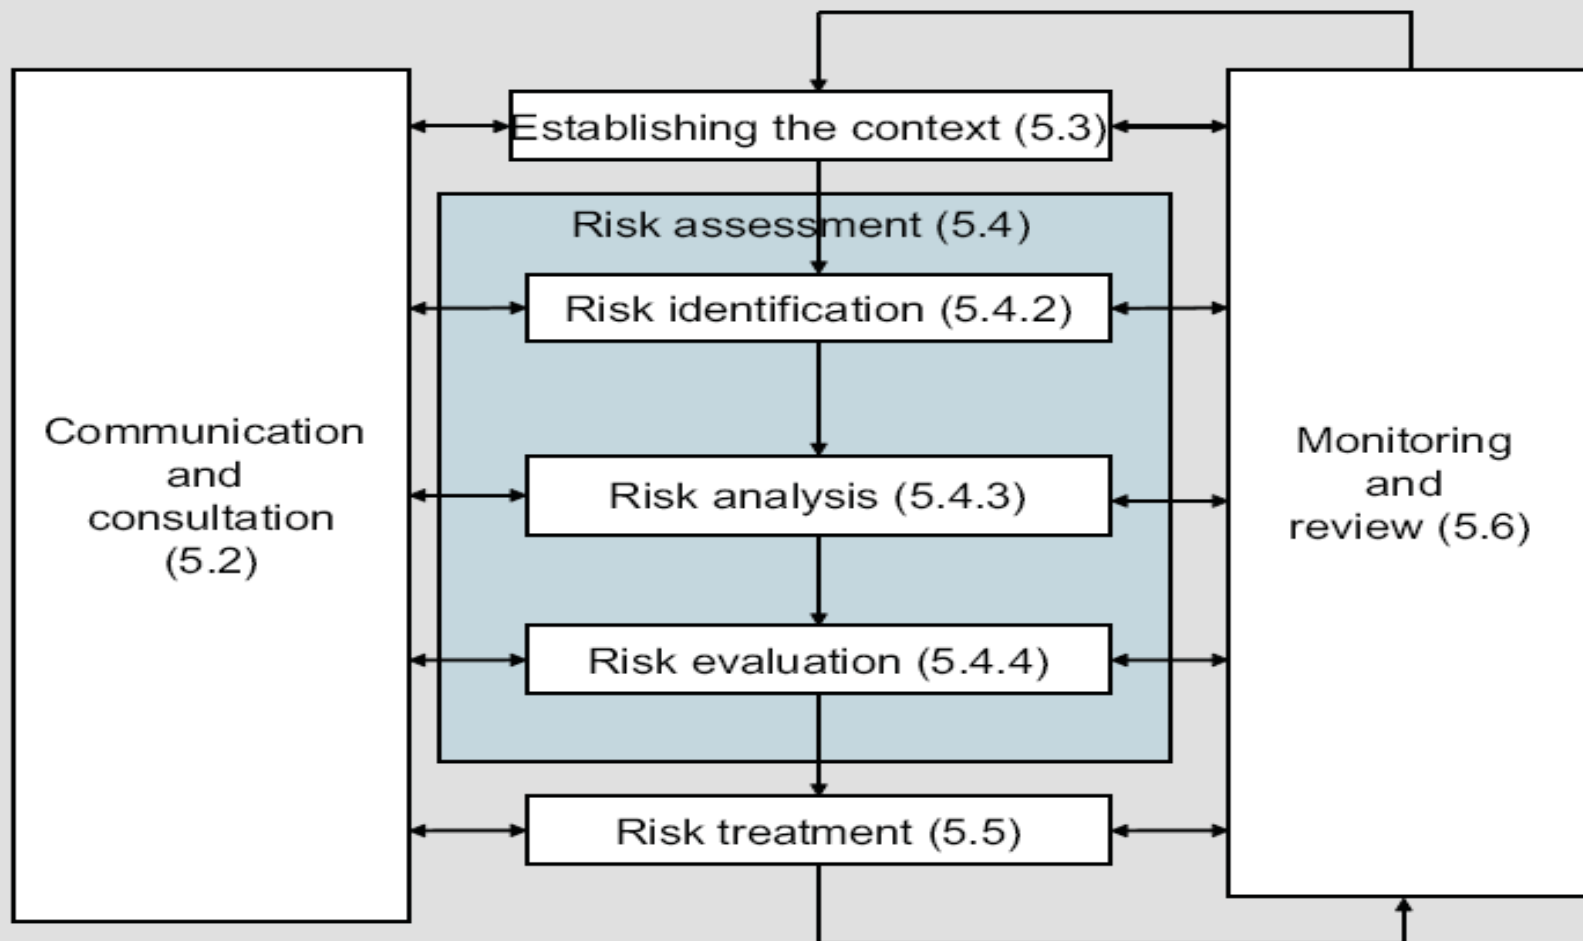 Establishing the context (5.3)
Risk assessment (5.4)
Risk identification (5.4.2)
Communication
and
consultation
(5.2)
Risk analysis (5.4.3)
Monitoring
and
review (5.6)
Risk evaluation (5.4.4)
Risk treatment (5.5)